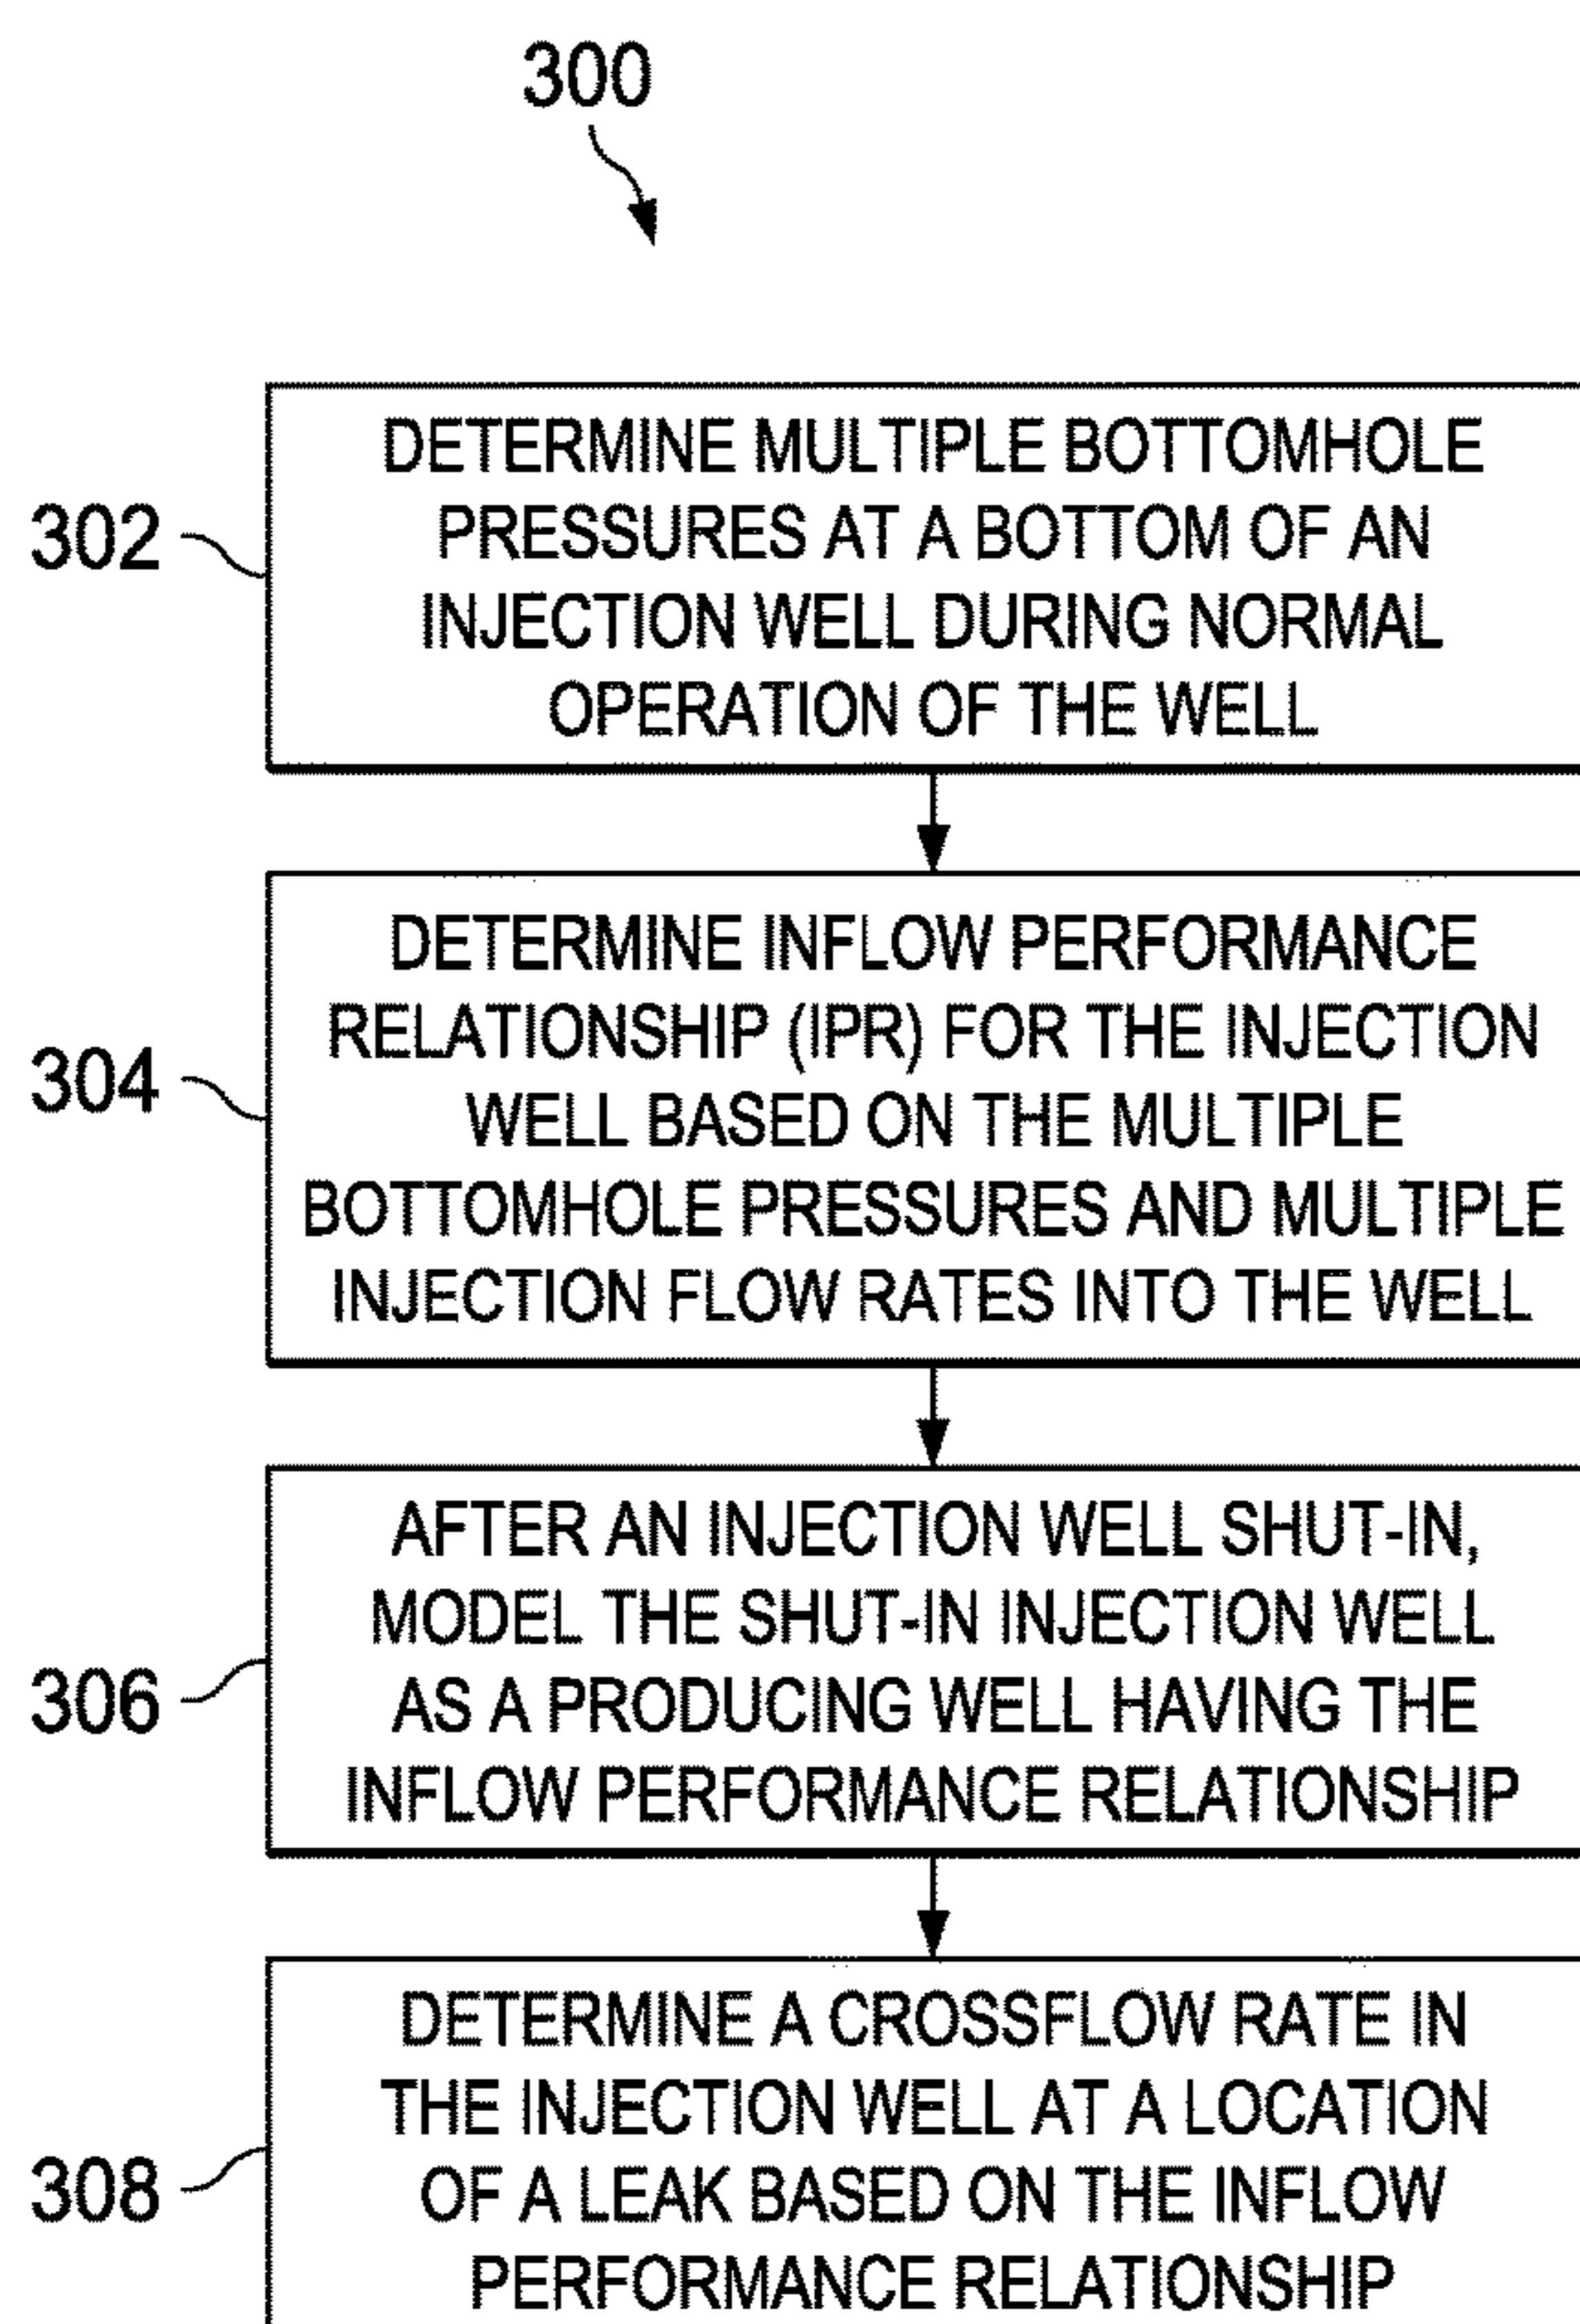 300
302
DETERMINE MULTIPLE BOTTOMHOLE
PRESSURES AT A BOTTOM OF AN
INJECTION WELL DURING NORMAL
OPERATION OF THE WELL
304
DETERMINE INFLOW PERFORMANCE
RELATIONSHIP (IPR) FOR THE INJECTION
WELL BASED ON THE MULTIPLE
BOTTOMHOLE PRESSURES AND MULTIPLE
INJECTION FLOW RATES INTO THE WELL
306
AFTER AN INJECTION WELL SHUT-IN,
MODEL THE SHUT-IN INJECTION WELL
AS A PRODUCING WELL HAVING THE
INFLOW PERFORMANCE RELATIONSHIP
308
DETERMINE A CROSSFLOW RATE IN
THE INJECTION WELL AT A LOCATION
OF A LEAK BASED ON THE INFLOW
PERFORMANCE RELATIONSHIP